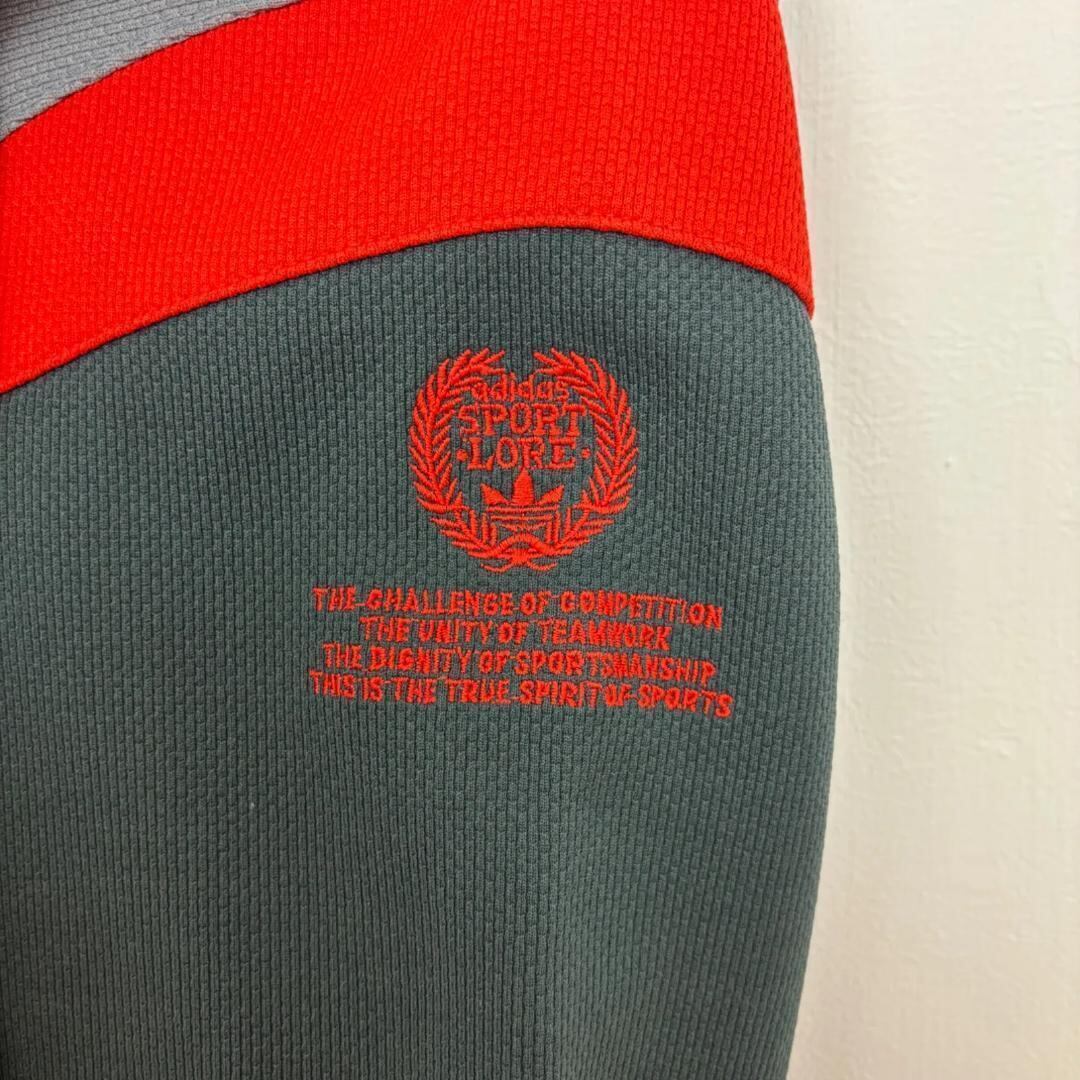 adidas
SPORT
·LORE·
THE CHALLENGE OF COMPETITION
THE UNITY OF TEAMWORK
THE DIGNITY OF SPORTSMANSHIP
THIS IS THE TRUE SPIRIT OF SPORTS